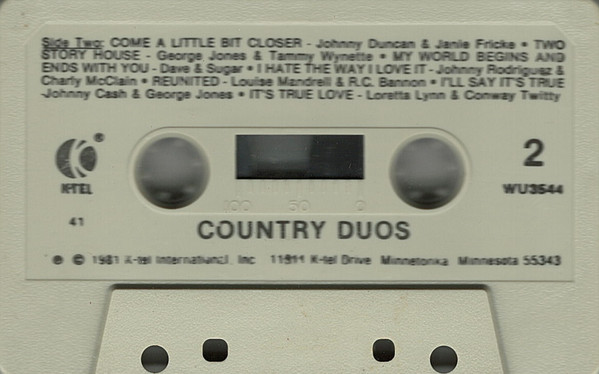 Side Two: COME A LITTLE BIT CLOSER - Johnny Duncan & Janie Fricke • TWO
STORY HOUSE - George Jones & Tammy Wynette • MY WORLD BEGINS AND
ENDS WITH YOU - Dave & Sugar • I HATE THE WAY I LOVE IT - Johnny Rodriguez &
Charly McClain • REUNITED - Louise Mandrell & R.C. Bannon • I'LL SAY IT'S TRUE
-Johnny Cash & George Jones • IT'S TRUE LOVE - Loretta Lynn & Conway Twitty
K ®
K-TEL
2
WU3544
100 50 0
41
COUNTRY DUOS
℗ © 1981 K-tel International, Inc 11311 K-tel Drive Minnetonka Minnesota 55343